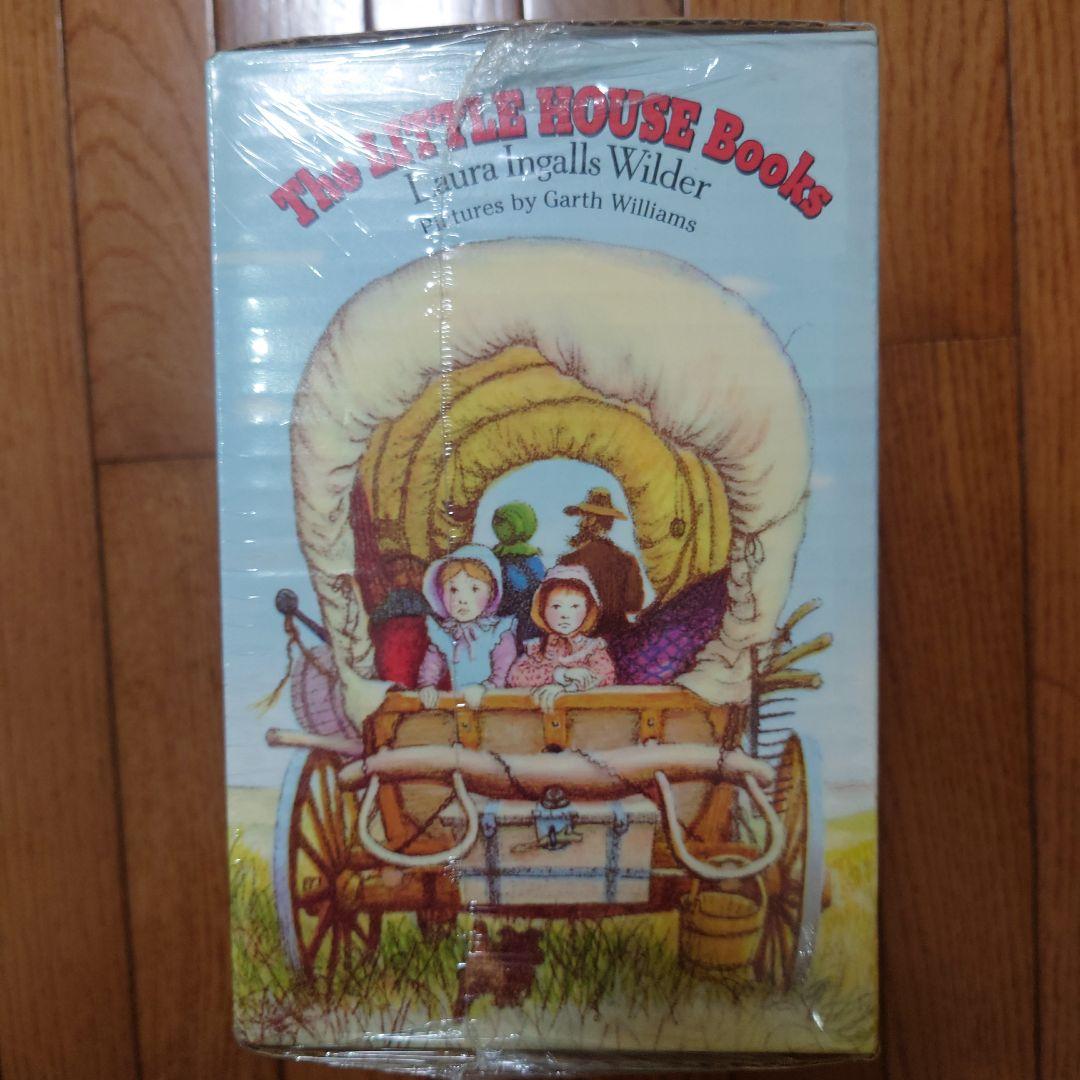 The LITTLE HOUSE Books
Laura Ingalls Wilder
Pictures by Garth Williams